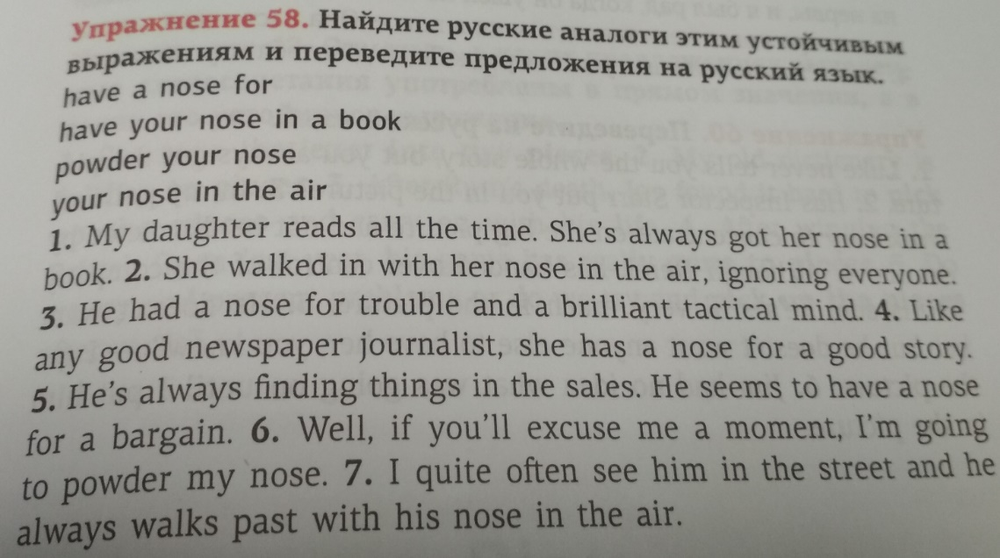 Упражнение 58. Найдите русские аналоги этим устойчивым
выражениям и переведите предложения на русский язык.
have a nose for
have your nose in a book
powder your nose
your nose in the air
1. My daughter reads all the time. She's always got her nose in a
book. 2. She walked in with her nose in the air, ignoring everyone.
3. He had a nose for trouble and a brilliant tactical mind. 4. Like
any good newspaper journalist, she has a nose for a good story.
5. He's always finding things in the sales. He seems to have a nose
for a bargain. 6. Well, if you'll excuse me a moment, I'm going
to powder my nose. 7. I quite often see him in the street and he
always walks past with his nose in the air.